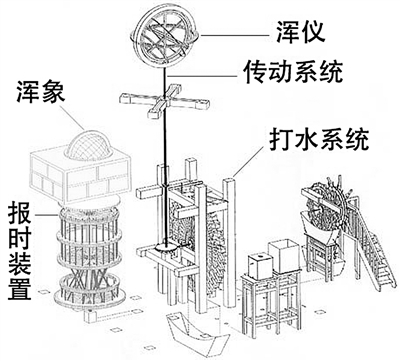 浑仪
传动系统
浑象
打水系统
报时装置